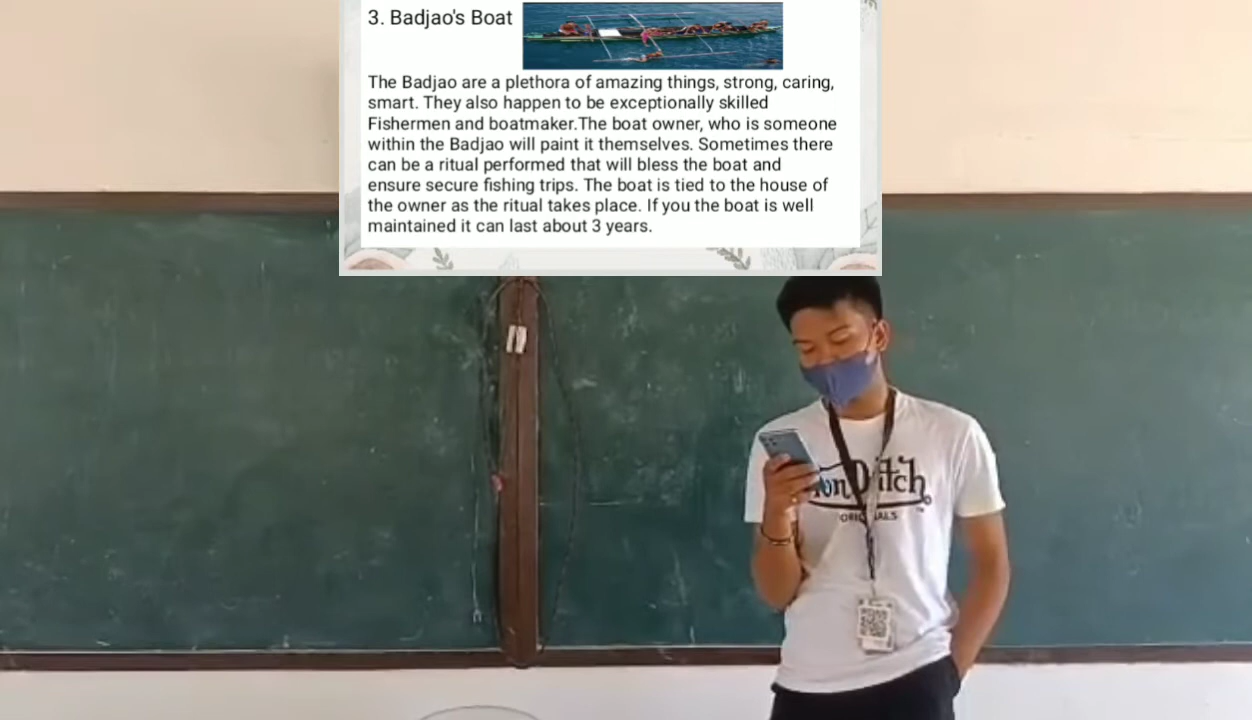 3. Badjao's Boat
The Badjao are a plethora of amazing things, strong, caring,
smart. They also happen to be exceptionally skilled
Fishermen and boatmaker.The boat owner, who is someone
within the Badjao will paint it themselves. Sometimes there
can be a ritual performed that will bless the boat and
ensure secure fishing trips. The boat is tied to the house of
the owner as the ritual takes place. If you the boat is well
maintained it can last about 3 years.